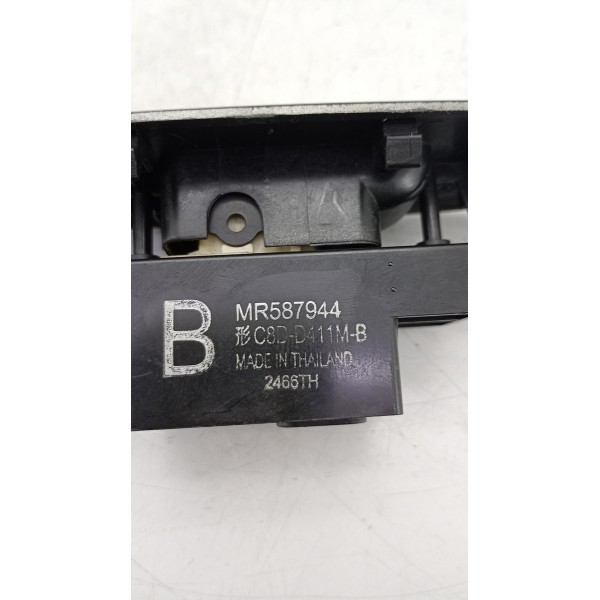 B
MR587944
形 C8D-D411M-B
MADE IN THAILAND
2466TH